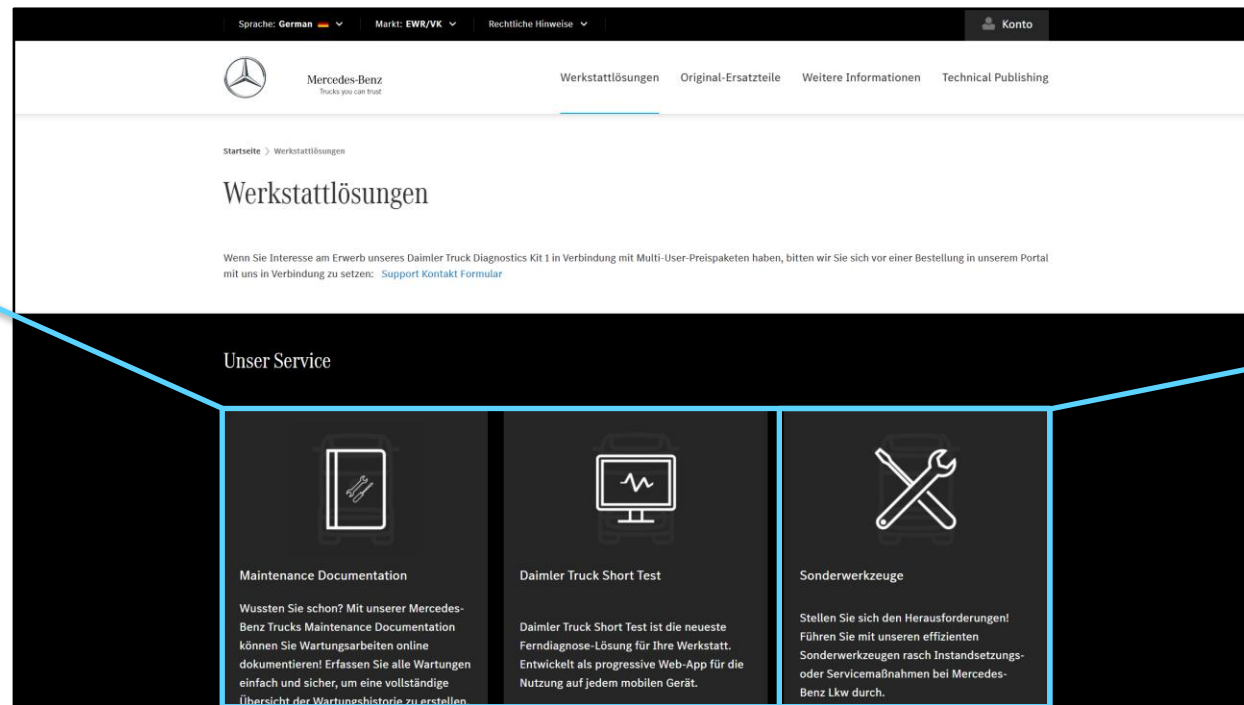 Sprache: German Markt: EWR/VK Rechtliche Hinweise Konto
Mercedes-Benz
Trucks you can trust
Werkstattlösungen Original-Ersatzteile Weitere Informationen Technical Publishing
Startseite > Werkstattlösungen
Werkstattlösungen
Wenn Sie Interesse am Erwerb unseres Daimler Truck Diagnostics Kit 1 in Verbindung mit Multi-User-Preispaketen haben, bitten wir Sie sich vor einer Bestellung in unserem Portal
mit uns in Verbindung zu setzen: Support Kontakt Formular
Unser Service
Maintenance Documentation
Wussten Sie schon? Mit unserer Mercedes-
Benz Trucks Maintenance Documentation
können Sie Wartungsarbeiten online
dokumentieren! Erfassen Sie alle Wartungen
einfach und sicher, um eine vollständige
Übersicht der Wartungshistorie zu erstellen.
Daimler Truck Short Test
Daimler Truck Short Test ist die neueste
Ferndiagnose-Lösung für Ihre Werkstatt.
Entwickelt als progressive Web-App für die
Nutzung auf jedem mobilen Gerät.
Sonderwerkzeuge
Stellen Sie sich den Herausforderungen!
Führen Sie mit unseren effizienten
Sonderwerkzeugen rasch Instandsetzungs-
oder Servicemaßnahmen bei Mercedes-
Benz Lkw durch.